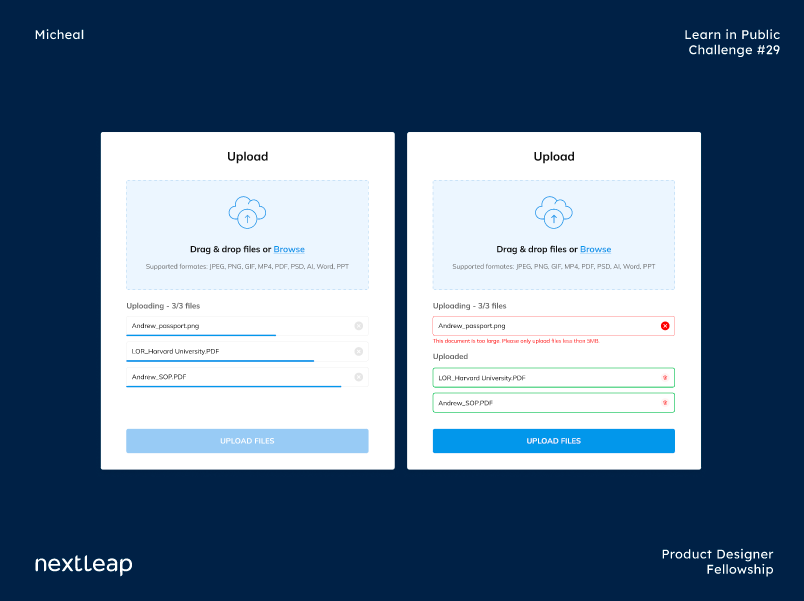 Micheal
Learn in Public
Challenge #29
Upload
Drag & drop files or Browse
Supported formates: JPEG, PNG, GIF, MP4, PDF, PSD, AI, Word, PPT
Uploading - 3/3 files
Andrew_passport.png
LOR_Harvard University.PDF
Andrew_SOP.PDF
UPLOAD FILES
Upload
Drag & drop files or Browse
Supported formates: JPEG, PNG, GIF, MP4, PDF, PSD, AI, Word, PPT
Uploading - 3/3 files
Andrew_passport.png
This document is too large. Please only upload files less than 5MB.
Uploaded
LOR_Harvard University.PDF
Andrew_SOP.PDF
UPLOAD FILES
nextleap
Product Designer
Fellowship